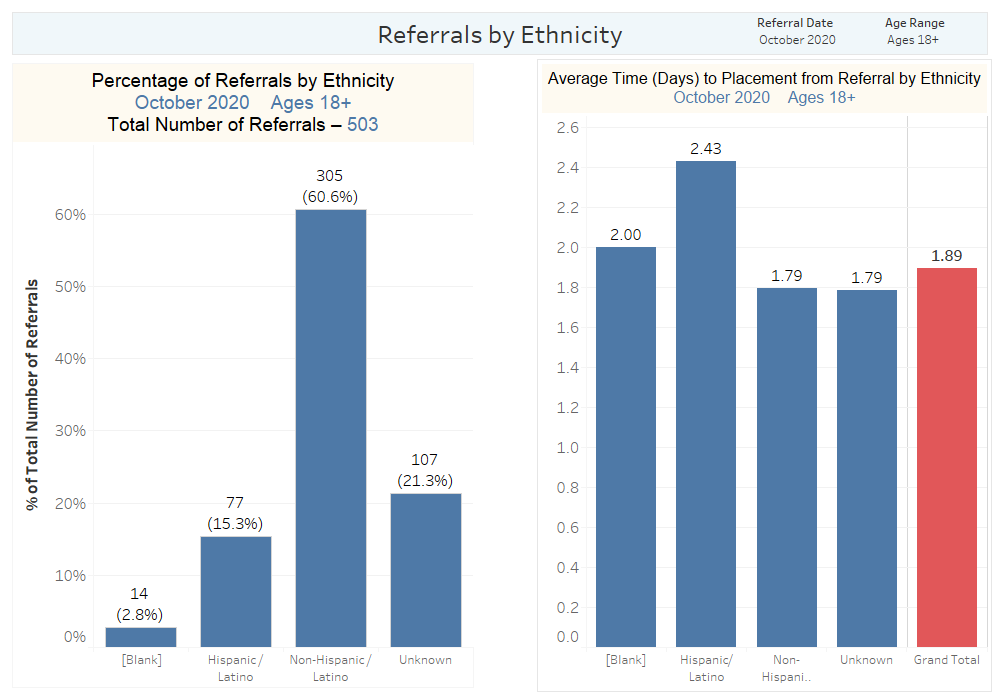 Referrals by Ethnicity
Referral Date
October 2020
Age Range
Ages 18+
Percentage of Referrals by Ethnicity
October 2020 Ages 18+
Total Number of Referrals – 503
% of Total Number of Referrals
60%
50%
40%
30%
20%
10%
0%
14
(2.8%)
77
(15.3%)
305
(60.6%)
107
(21.3%)
[Blank]
Hispanic/
Latino
Non-Hispanic/
Latino
Unknown
Average Time (Days) to Placement from Referral by Ethnicity
October 2020 Ages 18+
2.6
2.4
2.2
2.0
1.8
1.6
1.4
1.2
1.0
0.8
0.6
0.4
0.2
0.0
2.00
2.43
1.79
1.79
1.89
[Blank]
Hispanic/
Latino
Non-
Hispani..
Unknown
Grand Total